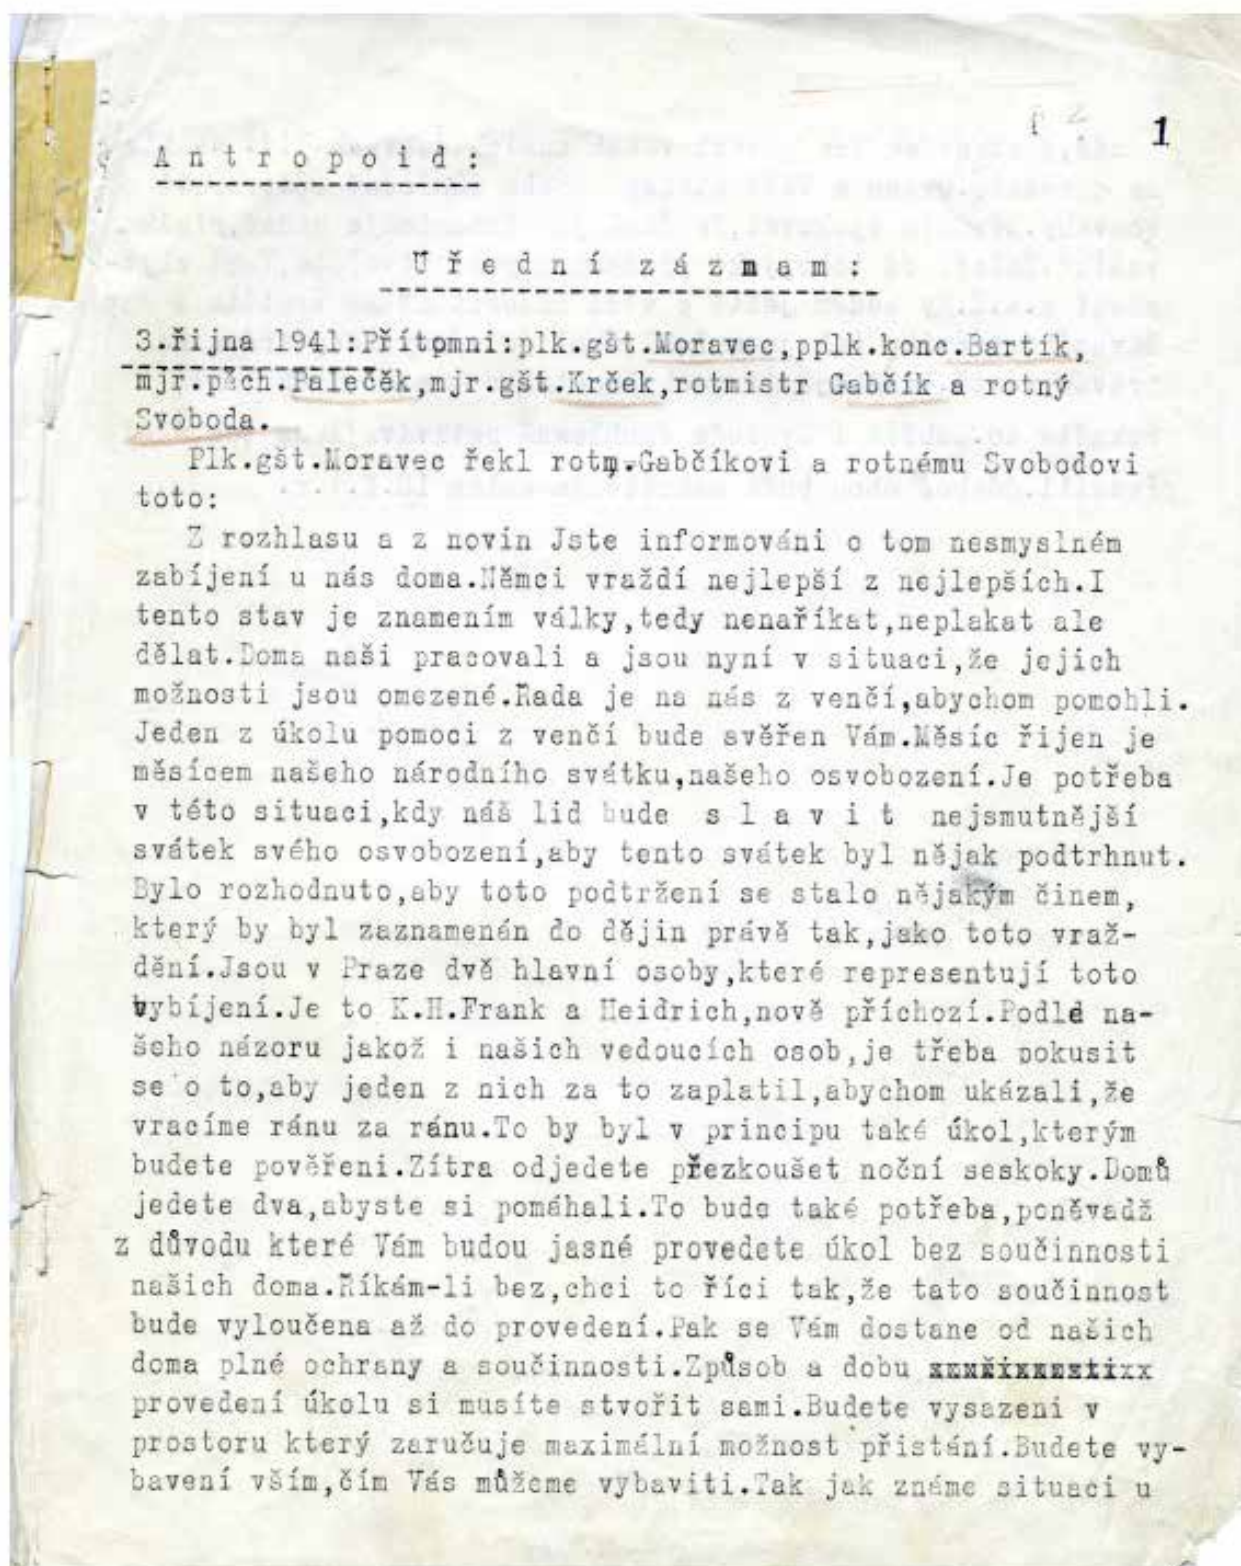 1
A n t r o p o i d :
U ř e d n í z á z n a m :
3.řijna 1941:Přítomni:plk.gšt.Moravec,pplk.konc.Bartík,
mjr.pěch.Paleček,mjr.gšt.Krček,rotmistr Gabčík a rotný
Svoboda.
Plk.gšt.Moravec řekl rotm.Gabčíkovi a rotnému Svobodovi
toto:
Z rozhlasu a z novin Jste informováni o tom nesmyslném
zabíjení u nás doma.Němci vraždí nejlepší z nejlepších.I
tento stav je znamením války,tedy nenaříkat,neplakat ale
dělat.Doma naši pracovali a jsou nyní v situaci,že jejich
možnosti jsou omezené.Řada je na nás z venčí,abychom pomohli.
Jeden z úkolu pomoci z venčí bude svěřen Vám.Měsíc řijen je
měsícem našeho národního svátku,našeho osvobození.Je potřeba
v této situaci,kdy náš lid bude s l a v i t nejsmutnější
svátek svého osvobození,aby tento svátek byl nějak podtrhnut.
Bylo rozhodnuto,aby toto podtržení se stalo nějakým činem,
který by byl zaznamenán do dějin právě tak,jako toto vraž-
dění.Jsou v Praze dvě hlavní osoby,které representují toto
vybíjení.Je to K.H.Frank a Heidrich,nově příchozí.Podle na-
šeho názoru jakož i našich vedoucích osob,je třeba pokusit
se o to,aby jeden z nich za to zaplatil,abychom ukázali,že
vracíme ránu za ránu.To by byl v principu také úkol,kterým
budete pověřeni.Zítra odjedete přezkoušet noční seskoky.Domů
jedete dva,abyste si pomáhali.To bude také potřeba,poněvadž
z důvodu které Vám budou jasné provedete úkol bez součinnosti
našich doma.Říkám-li bez,chci to říci tak,že tato součinnost
bude vyloučena až do provedení.Pak se Vám dostane od našich
doma plné ochrany a součinnosti.Způsob a dobu
provedení úkolu si musíte stvořit sami.Budete vysazeni v
prostoru který zaručuje maximální možnost přistání.Budete vy-
bavení vším,čím Vás můžeme vybaviti.Tak jak známe situaci u